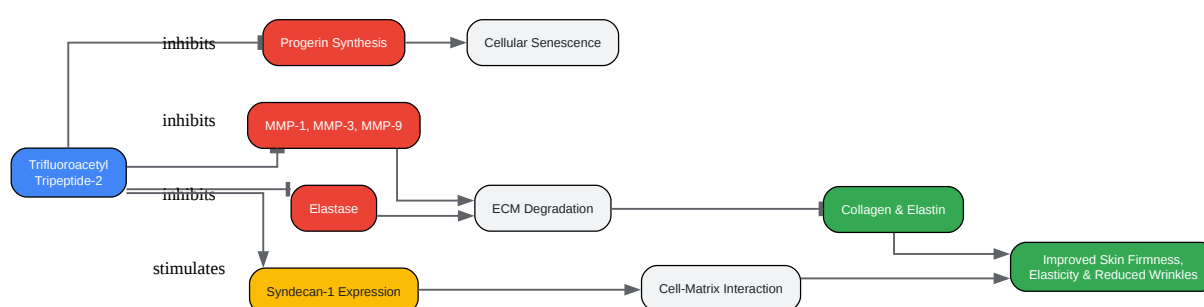 inhibits
Progerin Synthesis
Cellular Senescence
inhibits
MMP-1, MMP-3, MMP-9
Trifluoroacetyl
Tripeptide-2
inhibits
Elastase
ECM Degradation
Collagen & Elastin
stimulates
Syndecan-1 Expression
Cell-Matrix Interaction
Improved Skin Firmness,
Elasticity & Reduced Wrinkles